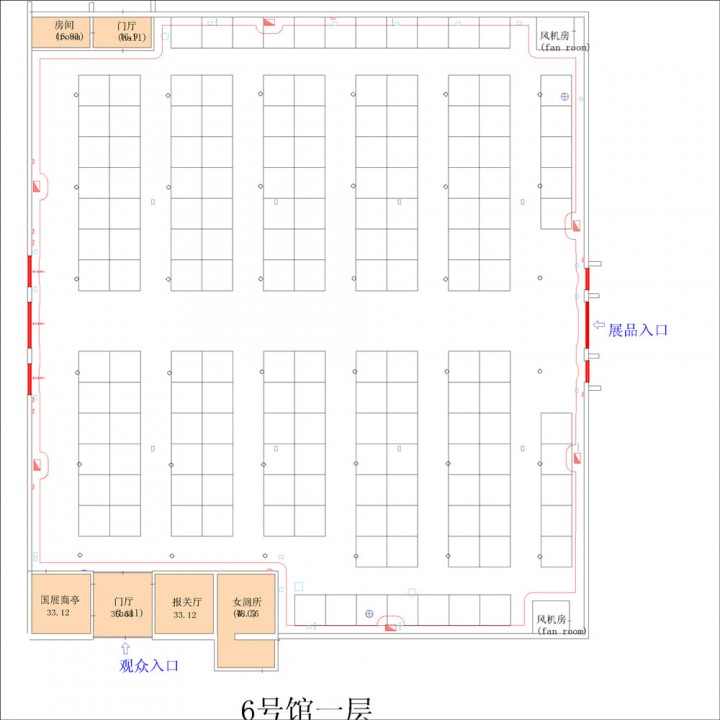 房间
门厅
(Hall)
风机房
(fan room)
展品入口
国展商亭
33.12
门厅
(Hall)
报关厅
33.12
女厕所
(W.C)
风机房
(fan room)
观众入口
6号馆一层